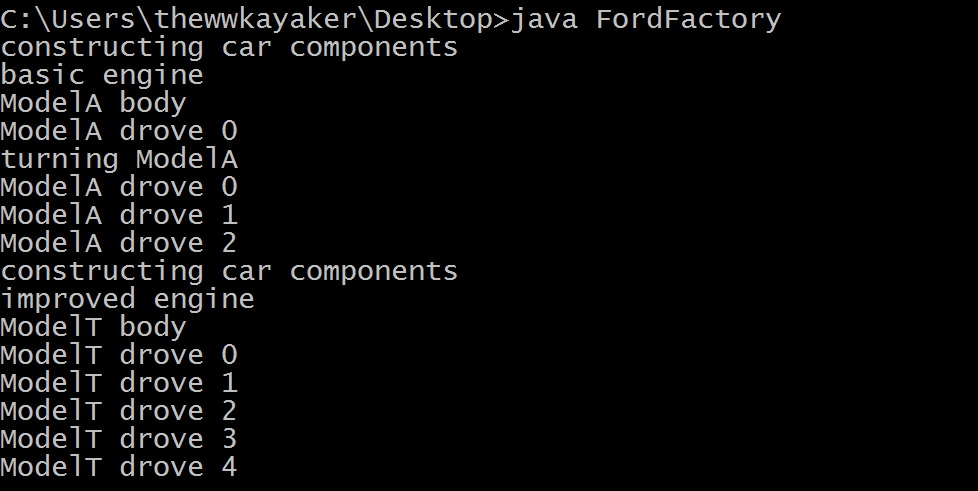 C:\Users\thewwkayaker\Desktop>java FordFactory
constructing car components
basic engine
ModelA body
ModelA drove 0
turning ModelA
ModelA drove 0
ModelA drove 1
ModelA drove 2
constructing car components
improved engine
ModelT body
ModelT drove 0
ModelT drove 1
ModelT drove 2
ModelT drove 3
ModelT drove 4